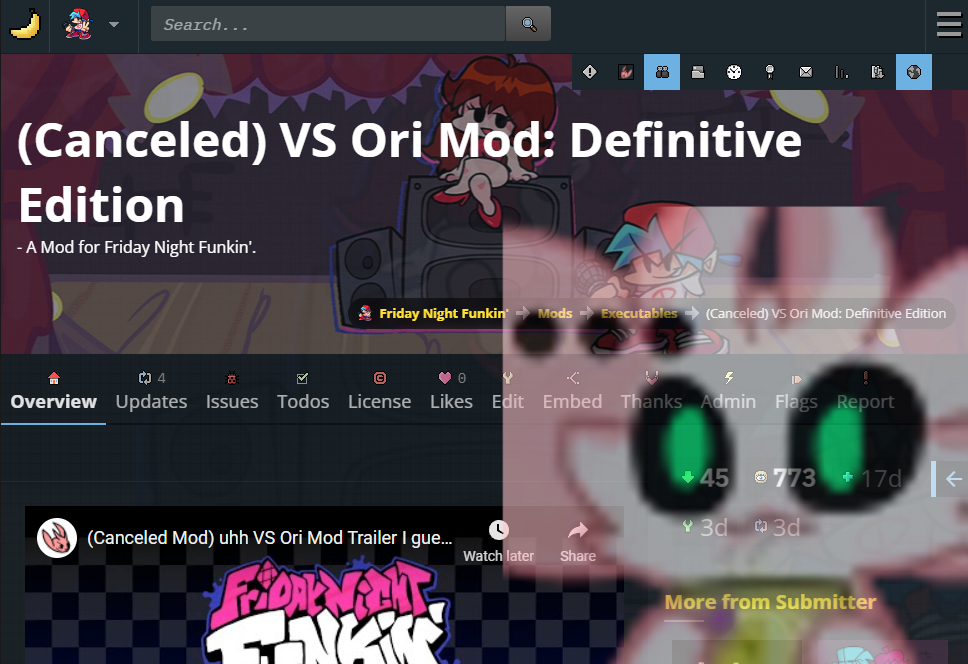 Search...
(Canceled) VS Ori Mod: Definitive
Edition
- A Mod for Friday Night Funkin'.
Friday Night Funkin' Mods Executables (Canceled) VS Ori Mod: Definitive Edition
4 0
Overview Updates Issues Todos License Likes Edit Embed Thanks Admin Flags Report
45 773 17d
3d 3d
(Canceled Mod) uhh VS Ori Mod Trailer I gue...
Watch later Share
FRIDAY NIGHT
FUNKIN
More from Submitter